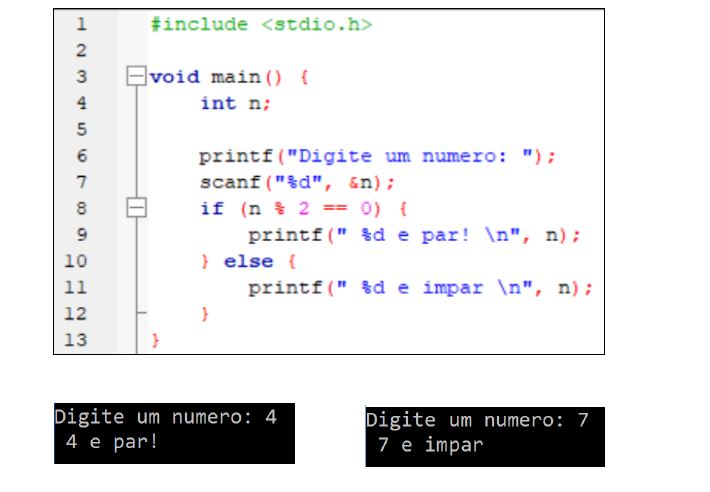 1 #include <stdio.h>
2
3 void main() {
4 int n;
5
6 printf("Digite um numero: ");
7 scanf("%d", &n);
8 if (n % 2 == 0) {
9 printf(" %d e par! \n", n);
10 } else {
11 printf(" %d e impar \n", n);
12 }
13 }
Digite um numero: 4
4 e par!
Digite um numero: 7
7 e impar